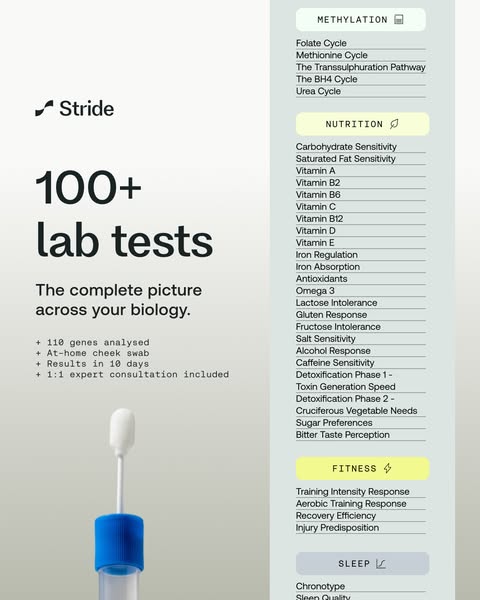 Stride
100+
lab tests
The complete picture
across your biology.
+ 110 genes analysed
+ At-home cheek swab
+ Results in 10 days
+ 1:1 expert consultation included
METHYLATION
Folate Cycle
Methionine Cycle
The Transsulphuration Pathway
The BH4 Cycle
Urea Cycle
NUTRITION
Carbohydrate Sensitivity
Saturated Fat Sensitivity
Vitamin A
Vitamin B2
Vitamin B6
Vitamin C
Vitamin B12
Vitamin D
Vitamin E
Iron Regulation
Iron Absorption
Antioxidants
Omega 3
Lactose Intolerance
Gluten Response
Fructose Intolerance
Salt Sensitivity
Alcohol Response
Caffeine Sensitivity
Detoxification Phase 1 -
Toxin Generation Speed
Detoxification Phase 2 -
Cruciferous Vegetable Needs
Sugar Preferences
Bitter Taste Perception
FITNESS
Training Intensity Response
Aerobic Training Response
Recovery Efficiency
Injury Predisposition
SLEEP
Chronotype
Sleep Quality